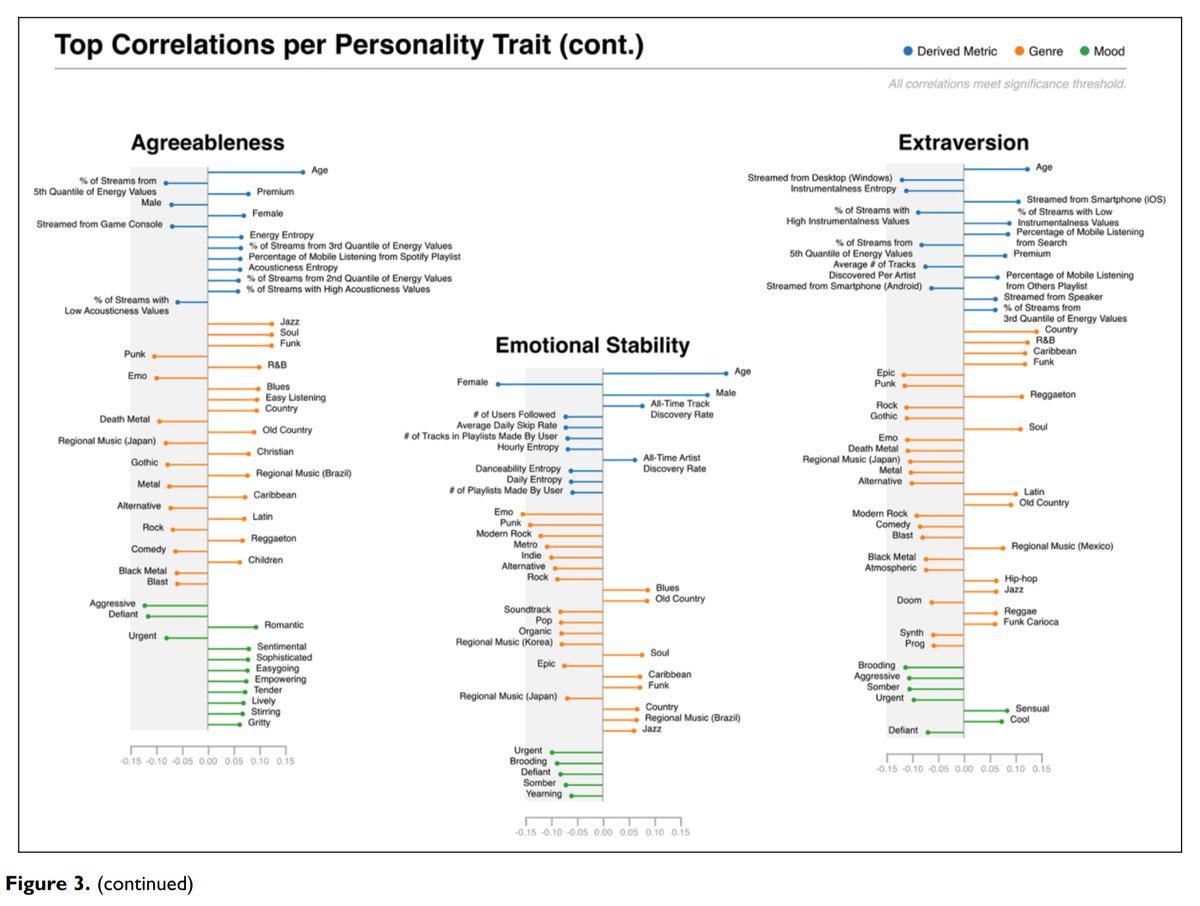 Top Correlations per Personality Trait (cont.)
Derived Metric
Genre
Mood
All correlations meet significance threshold.
Agreeableness
Age
% of Streams from
5th Quantile of Energy Values
Premium
Male
Female
Streamed from Game Console
Energy Entropy
% of Streams from 3rd Quantile of Energy Values
Percentage of Mobile Listening from Spotify Playlist
Acousticness Entropy
% of Streams from 2nd Quantile of Energy Values
% of Streams with High Acousticness Values
% of Streams with
Low Acousticness Values
Jazz
Soul
Funk
Punk
R&B
Emo
Blues
Easy Listening
Country
Death Metal
Old Country
Regional Music (Japan)
Christian
Gothic
Regional Music (Brazil)
Metal
Caribbean
Alternative
Latin
Rock
Reggaeton
Comedy
Children
Black Metal
Blast
Aggressive
Defiant
Romantic
Urgent
Sentimental
Sophisticated
Easygoing
Empowering
Tender
Lively
Stirring
Gritty
-0.15 -0.10 -0.05 0.00 0.05 0.10 0.15
Emotional Stability
Age
Female
Male
All-Time Track
Discovery Rate
# of Users Followed
Average Daily Skip Rate
# of Tracks in Playlists Made By User
Hourly Entropy
All-Time Artist
Discovery Rate
Danceability Entropy
Daily Entropy
# of Playlists Made By User
Emo
Punk
Modern Rock
Metro
Indie
Alternative
Rock
Blues
Old Country
Soundtrack
Pop
Organic
Regional Music (Korea)
Soul
Epic
Caribbean
Funk
Regional Music (Japan)
Country
Regional Music (Brazil)
Jazz
Urgent
Brooding
Defiant
Somber
Yearning
-0.15 -0.10 -0.05 0.00 0.05 0.10 0.15
Extraversion
Age
Streamed from Desktop (Windows)
Instrumentalness Entropy
Streamed from Smartphone (iOS)
% of Streams with
High Instrumentalness Values
% of Streams with Low
Instrumentalness Values
Percentage of Mobile Listening
from Search
% of Streams from
5th Quantile of Energy Values
Premium
Average # of Tracks
Discovered Per Artist
Percentage of Mobile Listening
from Others Playlist
Streamed from Smartphone (Android)
Streamed from Speaker
% of Streams from
3rd Quantile of Energy Values
Country
R&B
Caribbean
Funk
Epic
Punk
Reggaeton
Rock
Gothic
Soul
Emo
Death Metal
Regional Music (Japan)
Metal
Alternative
Latin
Old Country
Modern Rock
Comedy
Blast
Regional Music (Mexico)
Black Metal
Atmospheric
Hip-hop
Jazz
Doom
Reggae
Funk Carioca
Synth
Prog
Brooding
Aggressive
Somber
Urgent
Sensual
Cool
Defiant
-0.15 -0.10 -0.05 0.00 0.05 0.10 0.15
Figure 3. (continued)